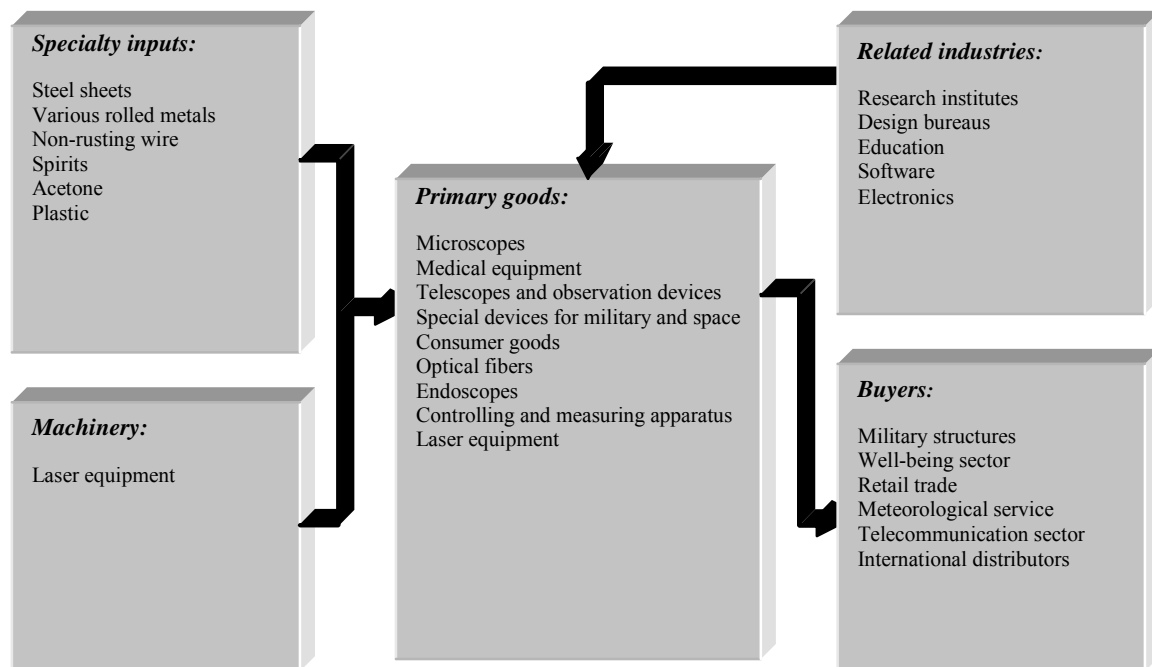 Specialty inputs:
Steel sheets
Various rolled metals
Non-rusting wire
Spirits
Acetone
Plastic
Machinery:
Laser equipment
Primary goods:
Microscopes
Medical equipment
Telescopes and observation devices
Special devices for military and space
Consumer goods
Optical fibers
Endoscopes
Controlling and measuring apparatus
Laser equipment
Related industries:
Research institutes
Design bureaus
Education
Software
Electronics
Buyers:
Military structures
Well-being sector
Retail trade
Meteorological service
Telecommunication sector
International distributors